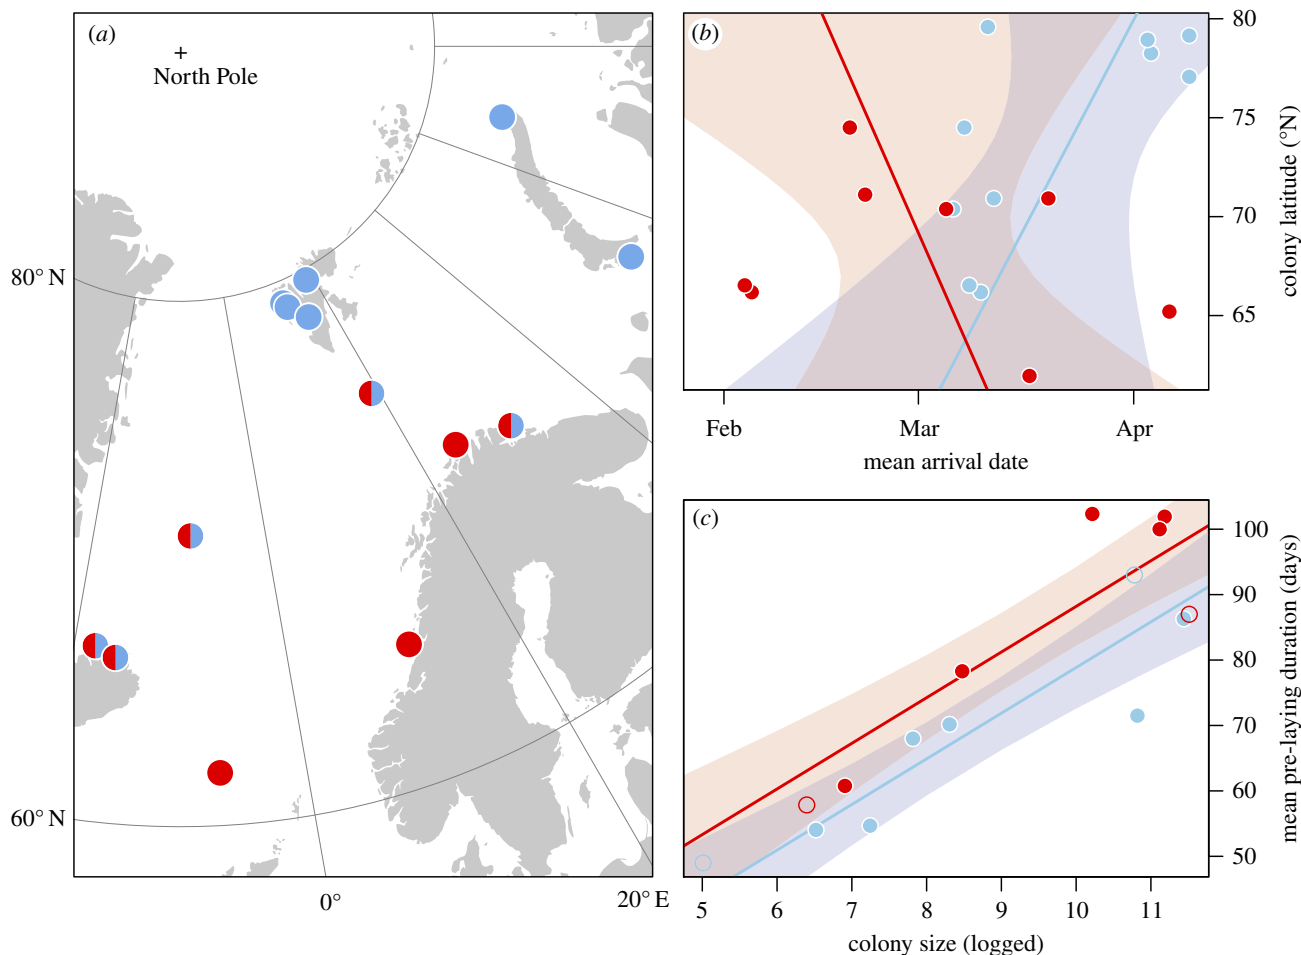 (a)
+
North Pole
80° N
60° N
0°
20° E
(b)
80
75
70
65
colony latitude (°N)
Feb
Mar
Apr
mean arrival date
(c)
100
90
80
70
60
50
mean pre-laying duration (days)
5
6
7
8
9
10
11
colony size (logged)